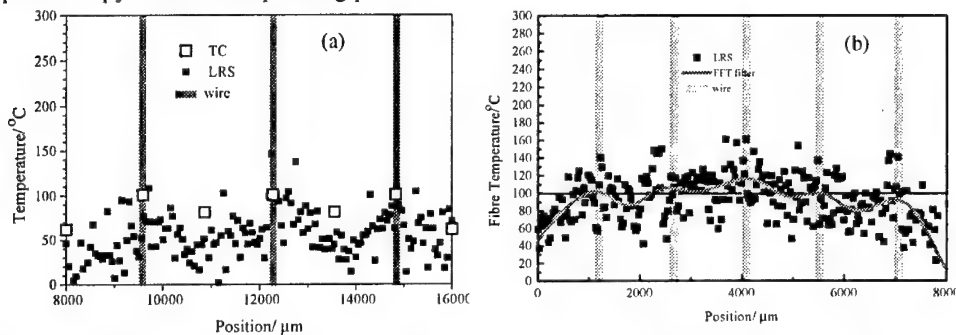 300
250
200
150
100
50
0
Temperature/°C
(a)
TC
LRS
wire
8000 10000 12000 14000 16000
Position/ µm
300
280
260
240
220
200
180
160
140
120
100
80
60
40
20
0
Fibre Temperature/°C
(b)
LRS
FFT filter
wire
0 2000 4000 6000 8000
Position/ µm